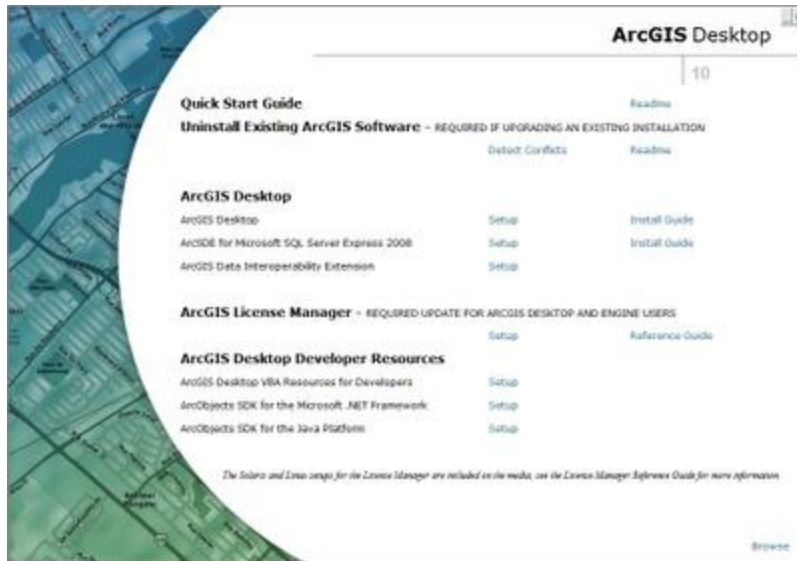 ArcGIS Desktop
10
Quick Start Guide Readme
Uninstall Existing ArcGIS Software - REQUIRED IF UPGRADING AN EXISTING INSTALLATION
Detect Conflicts Readme
ArcGIS Desktop
ArcGIS Desktop Setup Install Guide
ArcSDE for Microsoft SQL Server Express 2008 Setup Install Guide
ArcGIS Data Interoperability Extension Setup
ArcGIS License Manager - REQUIRED UPDATE FOR ARCGIS DESKTOP AND ENGINE USERS
Setup Reference Guide
ArcGIS Desktop Developer Resources
ArcGIS Desktop VBA Resources for Developers Setup
ArcObjects SDK for the Microsoft .NET Framework Setup
ArcObjects SDK for the Java Platform Setup
The Solaris and Linux setups for the License Manager are included on the media, see the License Manager Reference Guide for more information.
Browse